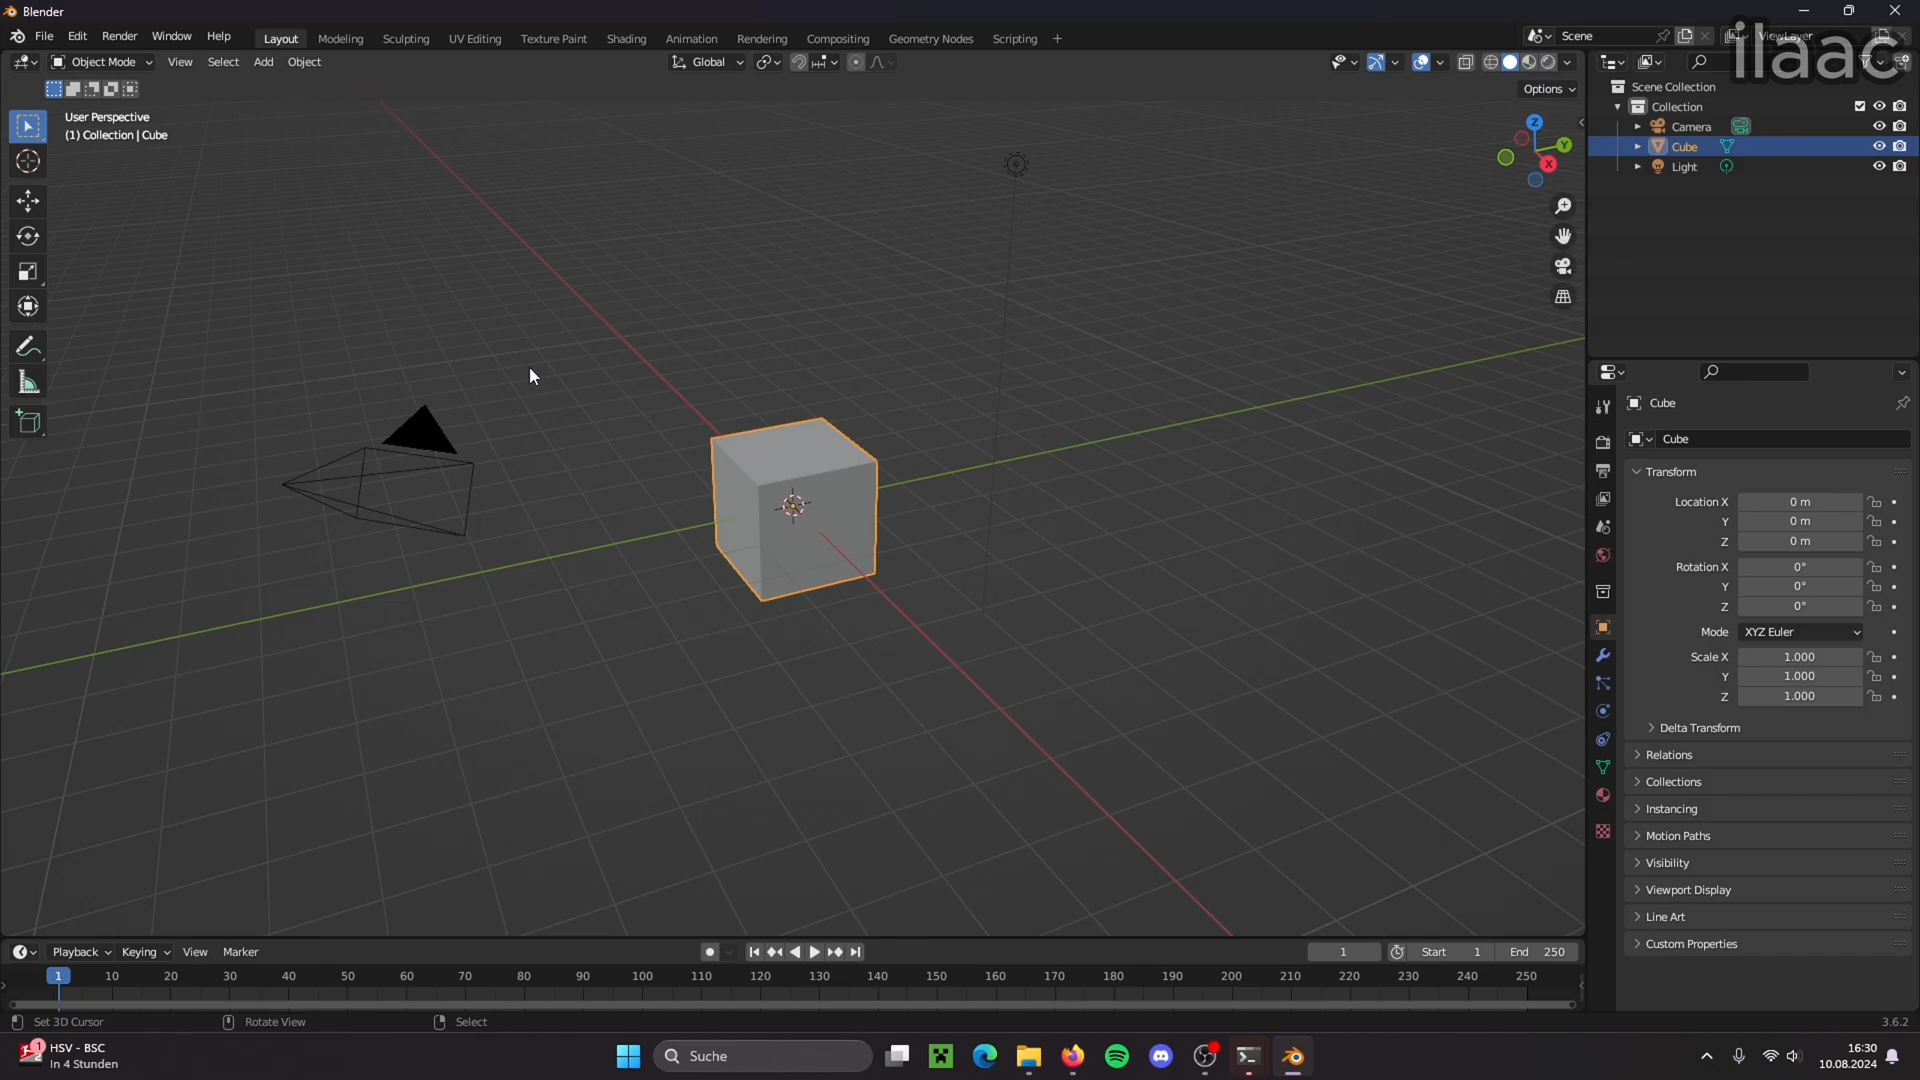 Blender
File Edit Render Window Help
Layout Modeling Sculpting UV Editing Texture Paint Shading Animation Rendering Compositing Geometry Nodes Scripting +
Scene
ViewLayer
ilaac
Object Mode View Select Add Object
Global
Options
User Perspective
(1) Collection | Cube
Z
Y
X
Scene Collection
Collection
Camera
Cube
Light
Cube
Cube
Transform
Location X 0 m
Y 0 m
Z 0 m
Rotation X 0°
Y 0°
Z 0°
Mode XYZ Euler
Scale X 1.000
Y 1.000
Z 1.000
Delta Transform
Relations
Collections
Instancing
Motion Paths
Visibility
Viewport Display
Line Art
Custom Properties
Playback Keying View Marker
1 Start 1 End 250
1 10 20 30 40 50 60 70 80 90 100 110 120 130 140 150 160 170 180 190 200 210 220 230 240 250
Set 3D Cursor Rotate View Select
3.6.2
1
HSV - BSC
In 4 Stunden
Suche
16:30
10.08.2024